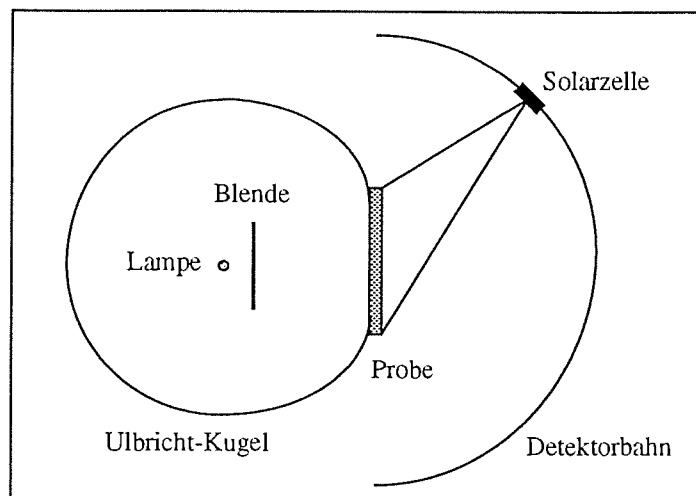 Solarzelle
Blende
Lampe
Probe
Ulbricht-Kugel
Detektorbahn